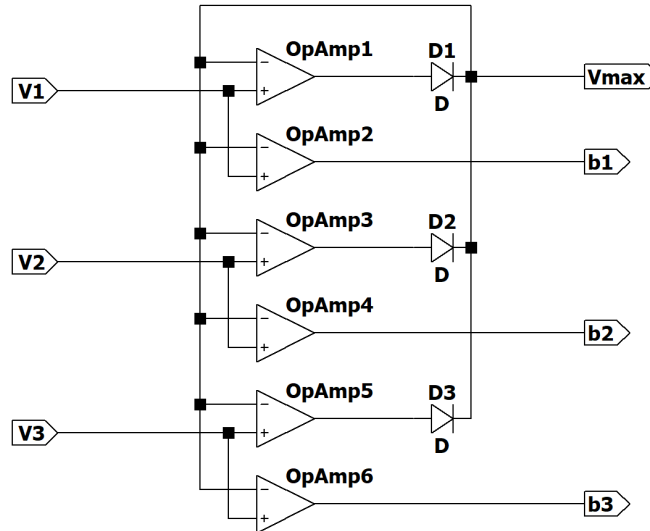 OpAmp1
D1
V1
D
Vmax
OpAmp2
b1
OpAmp3
D2
V2
D
OpAmp4
b2
OpAmp5
D3
V3
D
OpAmp6
b3